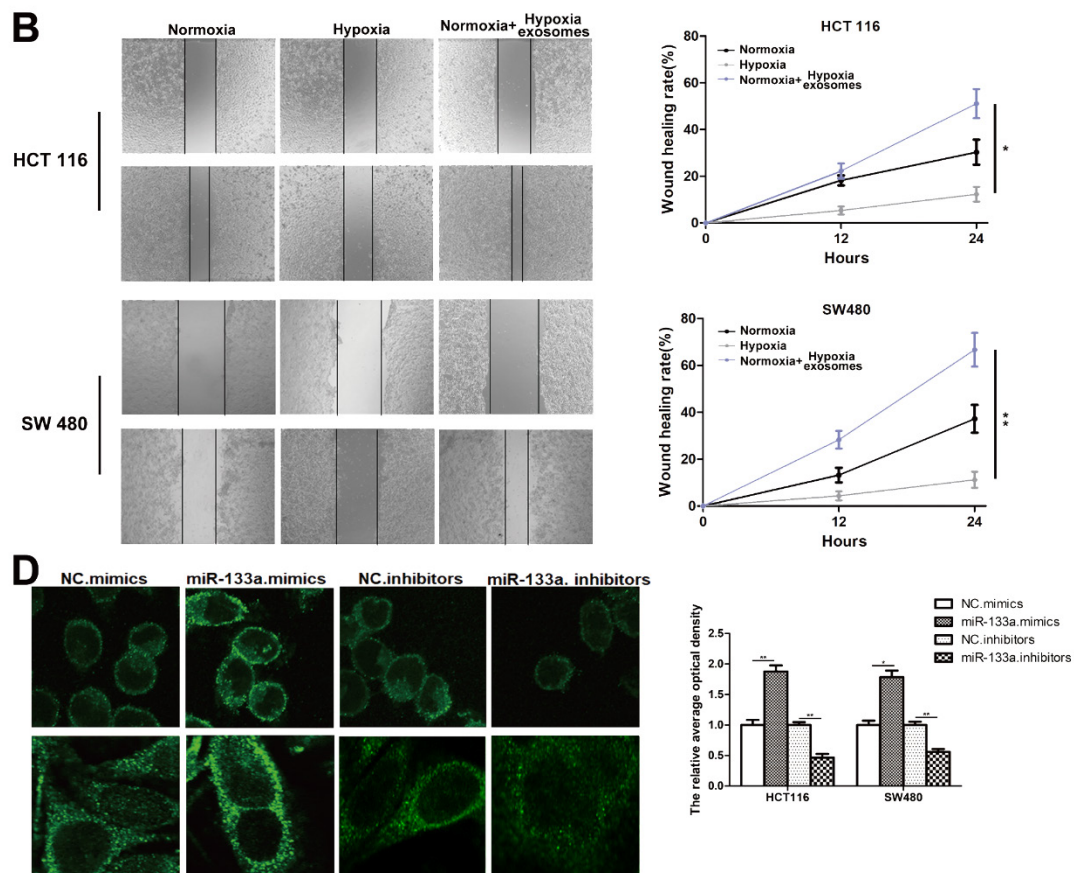 B
Normoxia
Hypoxia
Normoxia+ Hypoxia exosomes
HCT 116
SW 480
HCT 116
Normoxia
Hypoxia
Normoxia+ Hypoxia exosomes
Wound healing rate(%)
80
60
40
20
0
0
12
24
Hours
*
SW480
Normoxia
Hypoxia
Normoxia+ Hypoxia exosomes
Wound healing rate(%)
80
60
40
20
0
0
12
24
Hours
**
D
NC.mimics
miR-133a.mimics
NC.inhibitors
miR-133a. inhibitors
NC.mimics
miR-133a.mimics
NC.inhibitors
miR-133a.inhibitors
The relative average optical density
2.5
2.0
1.5
1.0
0.5
0.0
**
**
*
**
HCT116
SW480